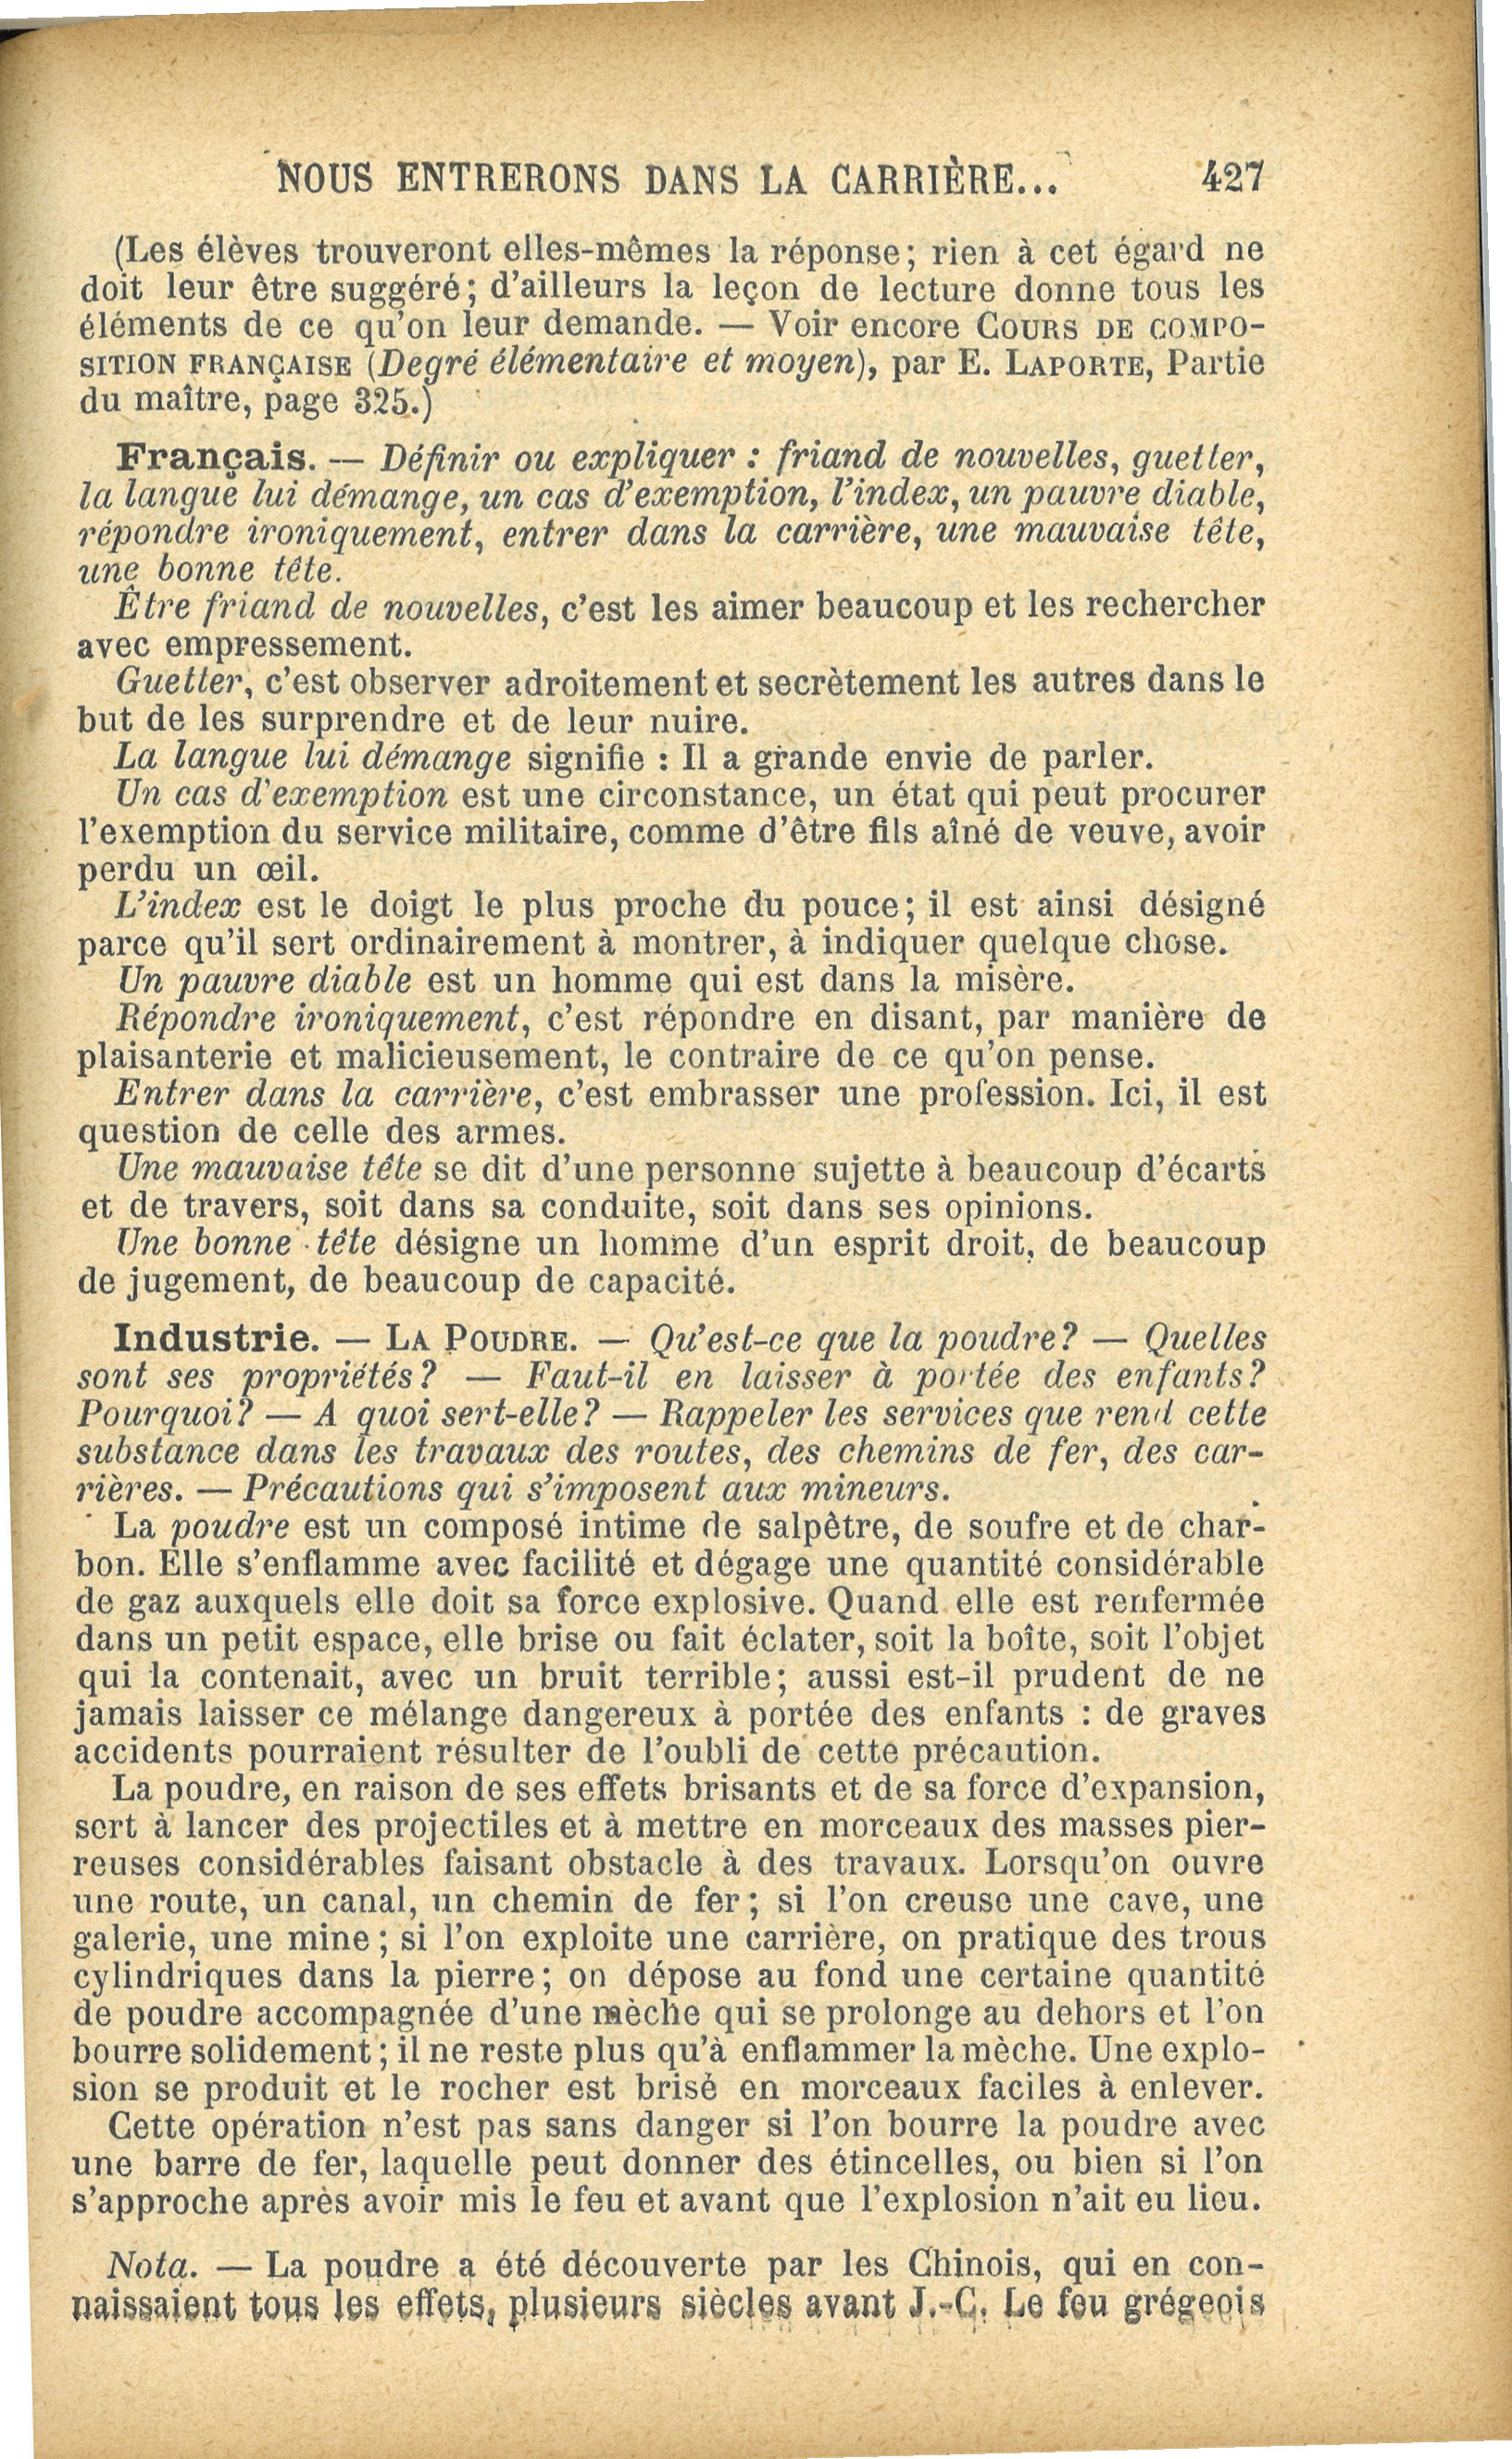 NOUS ENTRERONS DANS LA CARRIÈRE... 427
(Les élèves trouveront elles-mêmes la réponse; rien à cet égard ne
doit leur être suggéré; d'ailleurs la leçon de lecture donne tous les
éléments de ce qu'on leur demande. — Voir encore COURS DE COMPO-
SITION FRANÇAISE (Degré élémentaire et moyen), par E. LAPORTE, Partie
du maître, page 325.)
Français. — Définir ou expliquer : friand de nouvelles, guetter,
la langue lui démange, un cas d'exemption, l'index, un pauvre diable,
répondre ironiquement, entrer dans la carrière, une mauvaise tête,
une bonne tête.
Être friand de nouvelles, c'est les aimer beaucoup et les rechercher
avec empressement.
Guetter, c'est observer adroitement et secrètement les autres dans le
but de les surprendre et de leur nuire.
La langue lui démange signifie : Il a grande envie de parler.
Un cas d'exemption est une circonstance, un état qui peut procurer
l'exemption du service militaire, comme d'être fils aîné de veuve, avoir
perdu un œil.
L'index est le doigt le plus proche du pouce; il est ainsi désigné
parce qu'il sert ordinairement à montrer, à indiquer quelque chose.
Un pauvre diable est un homme qui est dans la misère.
Répondre ironiquement, c'est répondre en disant, par manière de
plaisanterie et malicieusement, le contraire de ce qu'on pense.
Entrer dans la carrière, c'est embrasser une profession. Ici, il est
question de celle des armes.
Une mauvaise tête se dit d'une personne sujette à beaucoup d'écarts
et de travers, soit dans sa conduite, soit dans ses opinions.
Une bonne tête désigne un homme d'un esprit droit, de beaucoup
de jugement, de beaucoup de capacité.
Industrie. — LA POUDRE. — Qu'est-ce que la poudre? — Quelles
sont ses propriétés? — Faut-il en laisser à portée des enfants?
Pourquoi? — A quoi sert-elle? — Rappeler les services que rend cette
substance dans les travaux des routes, des chemins de fer, des car-
rières. — Précautions qui s'imposent aux mineurs.
La poudre est un composé intime de salpêtre, de soufre et de char-
bon. Elle s'enflamme avec facilité et dégage une quantité considérable
de gaz auxquels elle doit sa force explosive. Quand elle est renfermée
dans un petit espace, elle brise ou fait éclater, soit la boîte, soit l'objet
qui la contenait, avec un bruit terrible; aussi est-il prudent de ne
jamais laisser ce mélange dangereux à portée des enfants : de graves
accidents pourraient résulter de l'oubli de cette précaution.
La poudre, en raison de ses effets brisants et de sa force d'expansion,
sert à lancer des projectiles et à mettre en morceaux des masses pier-
reuses considérables faisant obstacle à des travaux. Lorsqu'on ouvre
une route, un canal, un chemin de fer; si l'on creuse une cave, une
galerie, une mine; si l'on exploite une carrière, on pratique des trous
cylindriques dans la pierre; on dépose au fond une certaine quantité
de poudre accompagnée d'une mèche qui se prolonge au dehors et l'on
bourre solidement; il ne reste plus qu'à enflammer la mèche. Une explo-
sion se produit et le rocher est brisé en morceaux faciles à enlever.
Cette opération n'est pas sans danger si l'on bourre la poudre avec
une barre de fer, laquelle peut donner des étincelles, ou bien si l'on
s'approche après avoir mis le feu et avant que l'explosion n'ait eu lieu.
Nota. — La poudre a été découverte par les Chinois, qui en con-
naissaient tous les effets, plusieurs siècles avant J.-C. Le feu grégeois